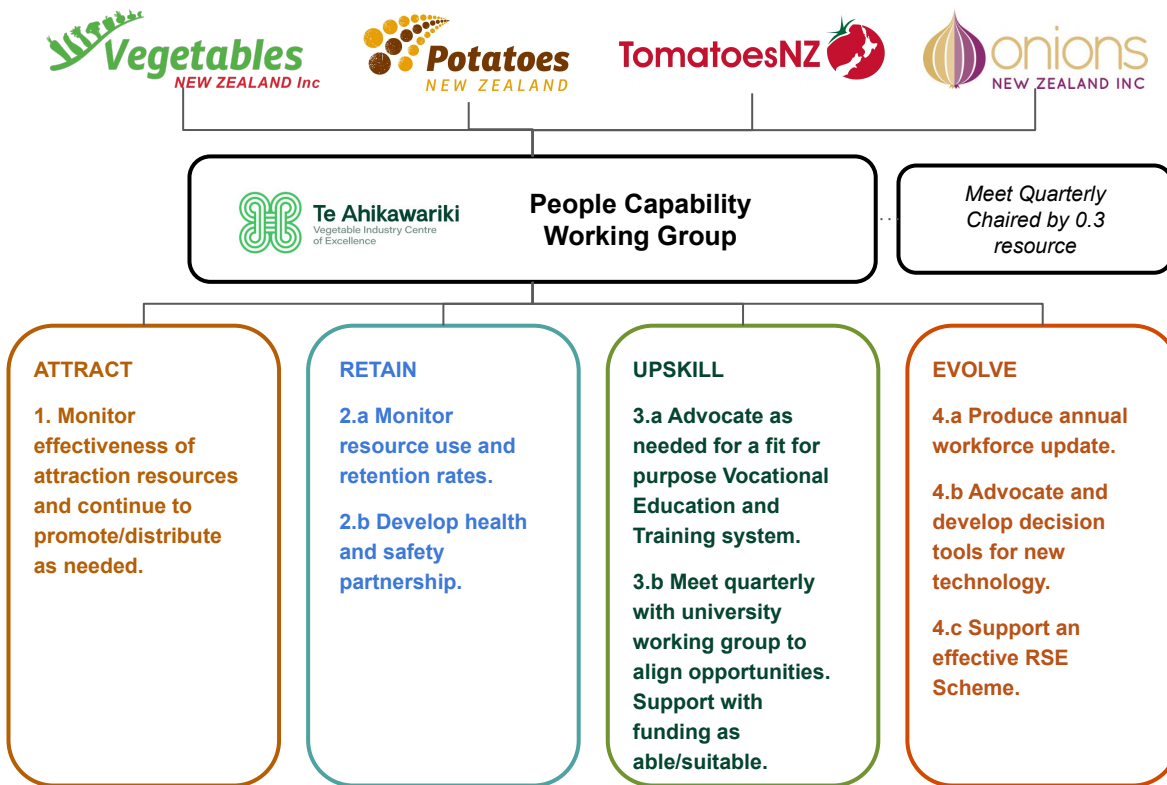 Vegetables
NEW ZEALAND Inc
Potatoes
NEW ZEALAND
TomatoesNZ
onions
NEW ZEALAND INC
Te Ahikawariki
Vegetable Industry Centre
of Excellence
People Capability
Working Group
...
Meet Quarterly
Chaired by 0.3
resource
ATTRACT
1. Monitor
effectiveness of
attraction resources
and continue to
promote/distribute
as needed.
RETAIN
2.a Monitor
resource use and
retention rates.
2.b Develop health
and safety
partnership.
UPSKILL
3.a Advocate as
needed for a fit for
purpose Vocational
Education and
Training system.
3.b Meet quarterly
with university
working group to
align opportunities.
Support with
funding as
able/suitable.
EVOLVE
4.a Produce annual
workforce update.
4.b Advocate and
develop decision
tools for new
technology.
4.c Support an
effective RSE
Scheme.